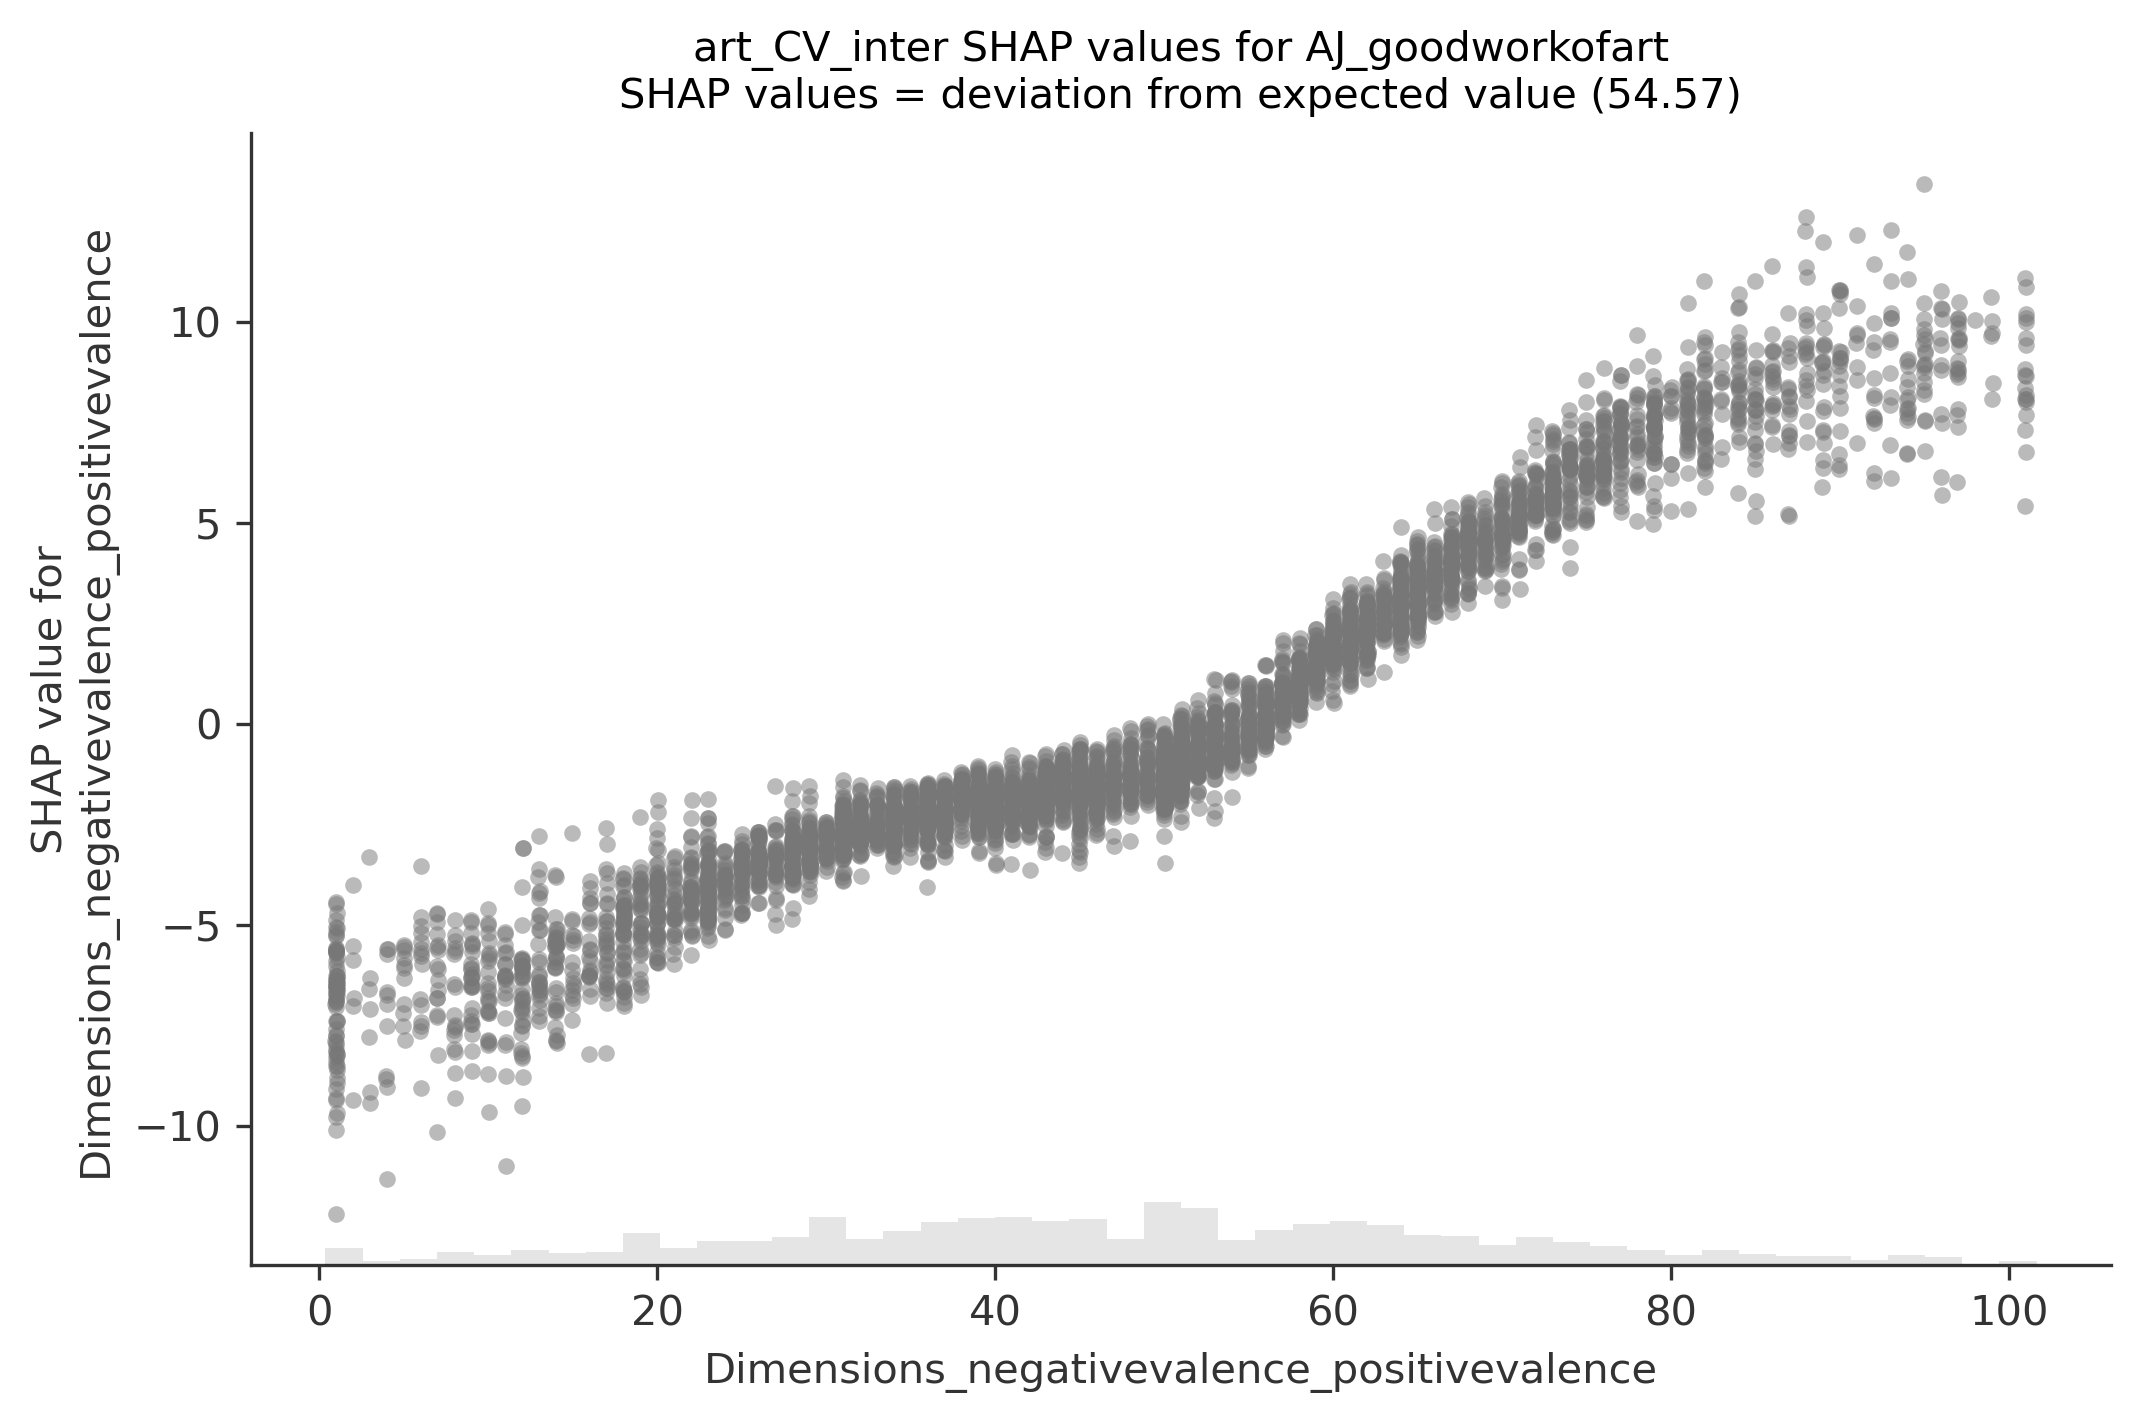 art_CV_inter SHAP values for AJ_goodworkofart
SHAP values = deviation from expected value (54.57)
SHAP value for
Dimensions_negativevalence_positivevalence
10
5
0
−5
−10
0
20
40
60
80
100
Dimensions_negativevalence_positivevalence